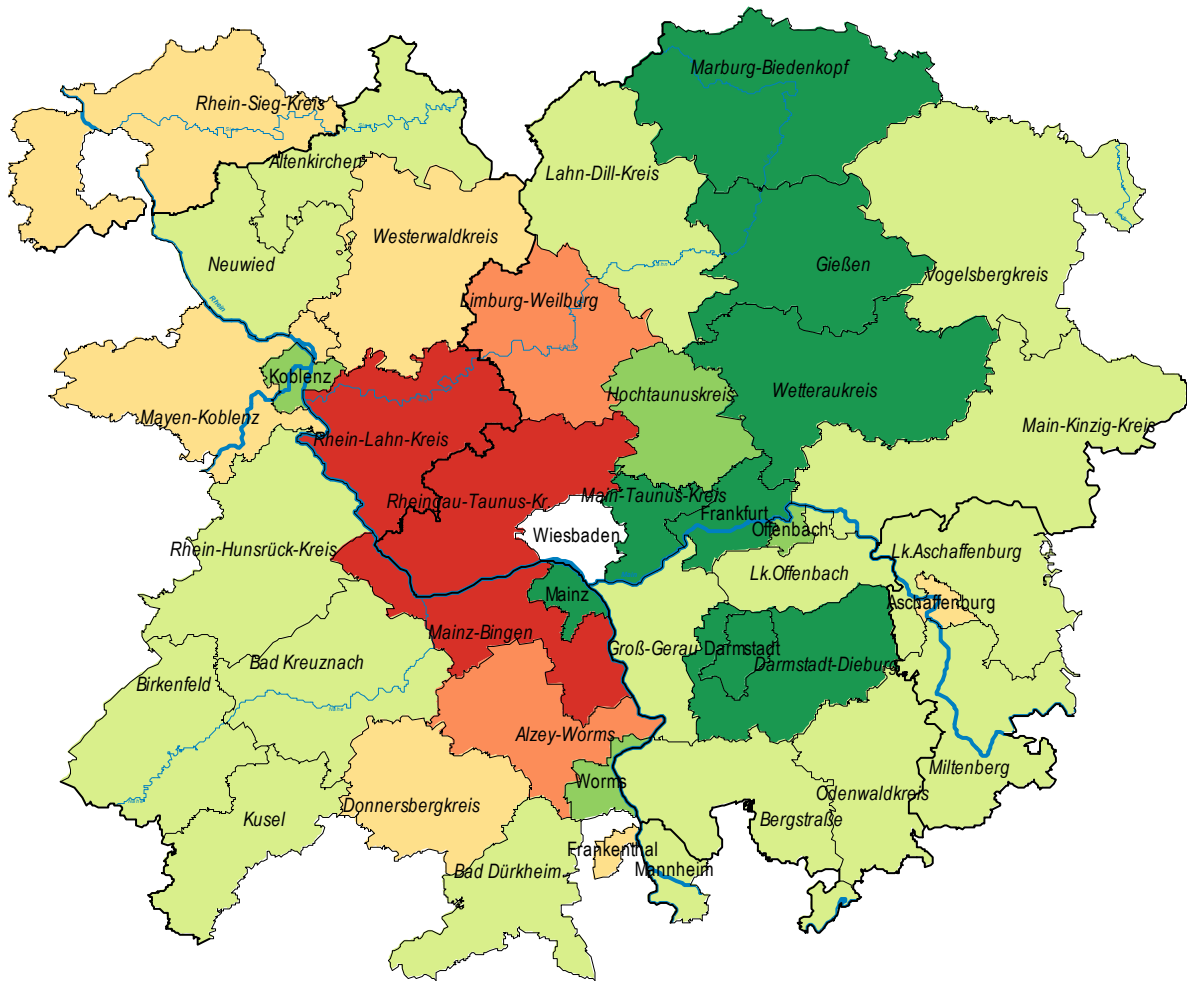 Marburg-Biedenkopf
Rhein-Sieg-Kreis
Altenkirchen
Lahn-Dill-Kreis
Westerwaldkreis
Neuwied
Gießen
Vogelsbergkreis
Rhein
Limburg-Weilburg
Koblenz
Hochtaunuskreis
Wetteraukreis
Mayen-Koblenz
Main-Kinzig-Kreis
Rhein-Lahn-Kreis
Rheingau-Taunus-Kr.
Main-Taunus-Kreis
Frankfurt
Wiesbaden
Offenbach
Rhein-Hunsrück-Kreis
Lk.Aschaffenburg
Lk.Offenbach
Mainz
Aschaffenburg
Mainz-Bingen
Groß-Gerau
Darmstadt
Darmstadt-Dieburg
Bad Kreuznach
Birkenfeld
Alzey-Worms
Miltenberg
Worms
Odenwaldkreis
Donnersbergkreis
Kusel
Bergstraße
Frankenthal
Mannheim
Bad Dürkheim